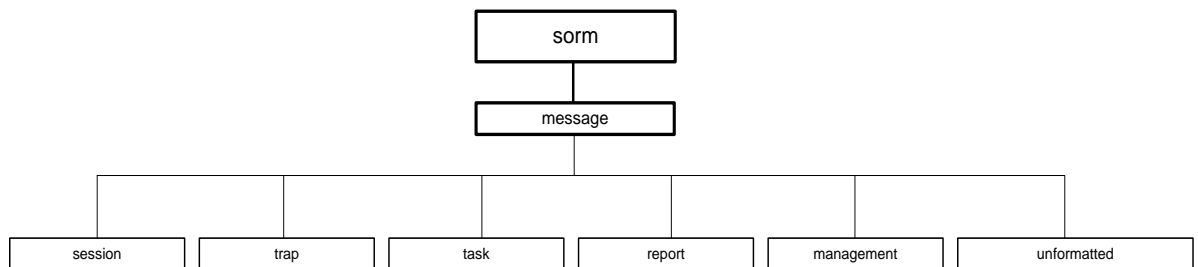 sorm
message
session
trap
task
report
management
unformatted